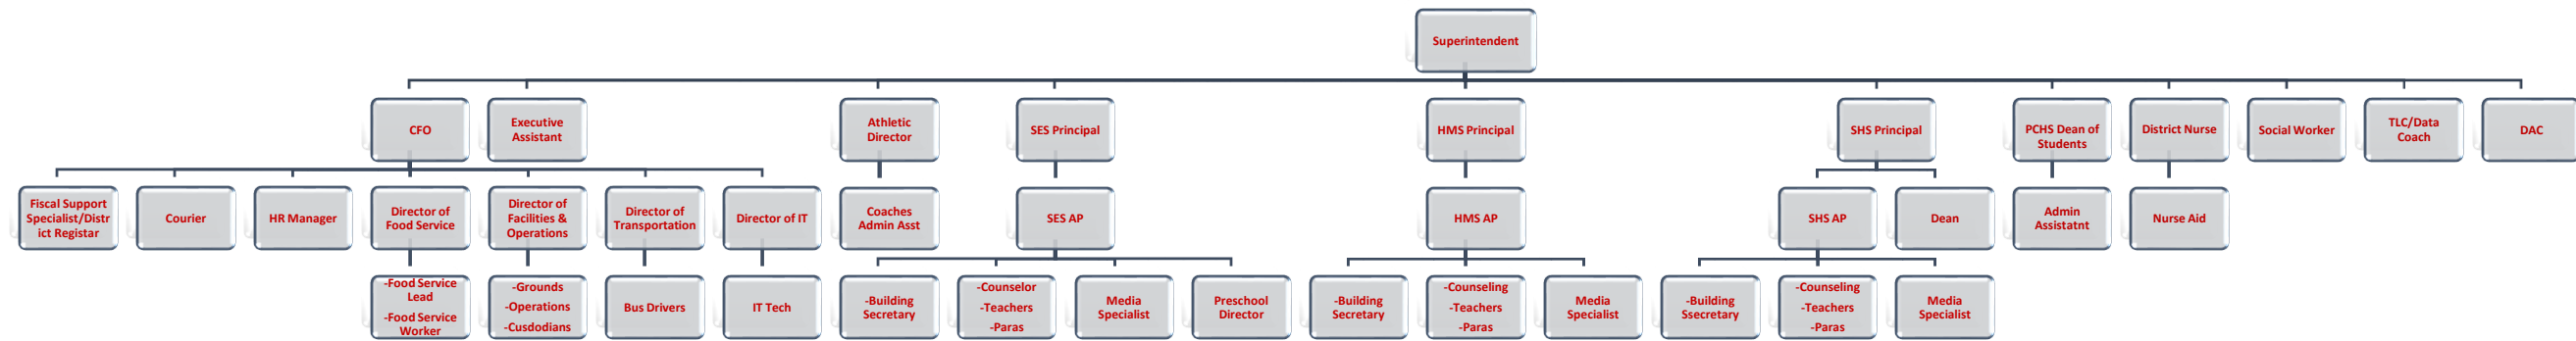 Superintendent
CFO
Executive
Assistant
Athletic
Director
SES Principal
HMS Principal
SHS Principal
PCHS Dean of
Students
District Nurse
Social Worker
TLC/Data
Coach
DAC
Fiscal Support
Specialist/Distr
ict Registar
Courier
HR Manager
Director of
Food Service
Director of
Facilities &
Operations
Director of
Transportation
Director of IT
Coaches
Admin Asst
SES AP
HMS AP
SHS AP
Dean
Admin
Assistatnt
Nurse Aid
-Food Service
Lead
-Food Service
Worker
-Grounds
-Operations
-Cusdodians
Bus Drivers
IT Tech
-Building
Secretary
-Counselor
-Teachers
-Paras
Media
Specialist
Preschool
Director
-Building
Secretary
-Counseling
-Teachers
-Paras
Media
Specialist
-Building
Ssecretary
-Counseling
-Teachers
-Paras
Media
Specialist